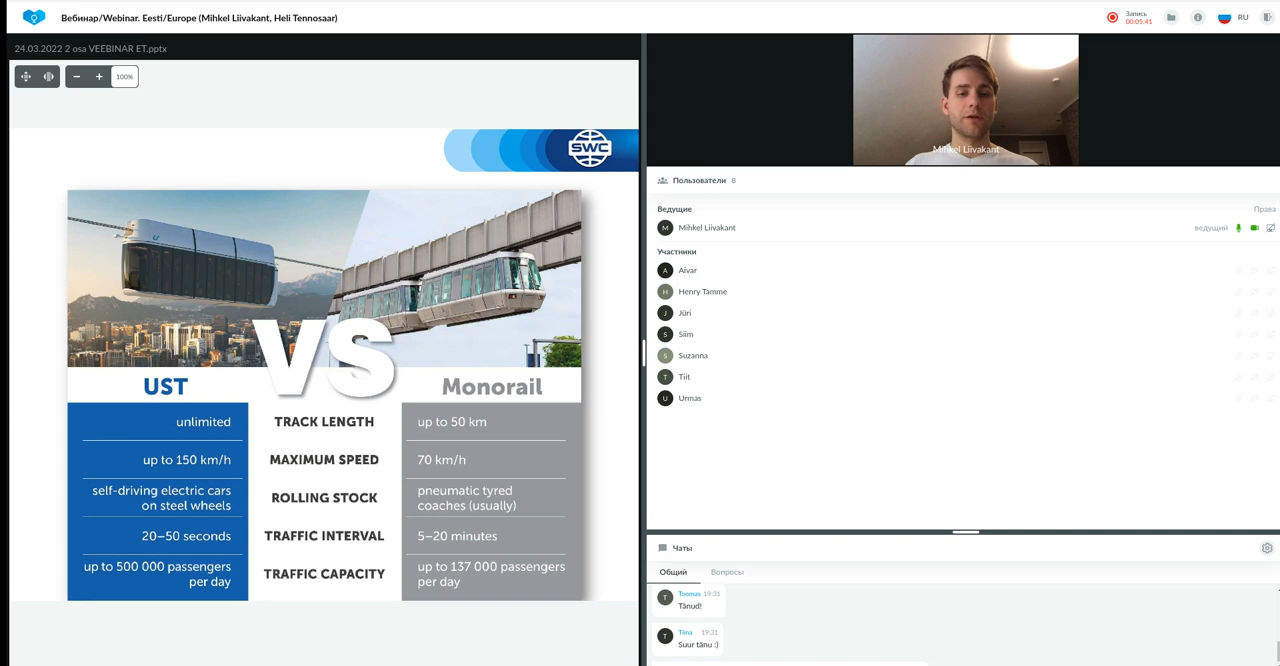 Вебинар/Webinar. Eesti/Europe (Mihkel Liivakant, Heli Tennosaar)
Запись
00:05:41
RU
24.03.2022 2 osa VEEBINAR ET.pptx
100%
SWC
VS
UST
Monorail
unlimited
TRACK LENGTH
up to 50 km
up to 150 km/h
MAXIMUM SPEED
70 km/h
self-driving electric cars
on steel wheels
ROLLING STOCK
pneumatic tyred
coaches (usually)
20–50 seconds
TRAFFIC INTERVAL
5–20 minutes
up to 500 000 passengers
per day
TRAFFIC CAPACITY
up to 137 000 passengers
per day
Mihkel Liivakant
Пользователи 8
Ведущие
Права
M Mihkel Liivakant
ведущий
Участники
A Aivar
H Henry Tamme
J Jüri
S Siim
S Suzanna
T Tiit
U Urmas
Чаты
Общий
Вопросы
T Toomas 19:31
Tänud!
T Tiina 19:31
Suur tänu :)